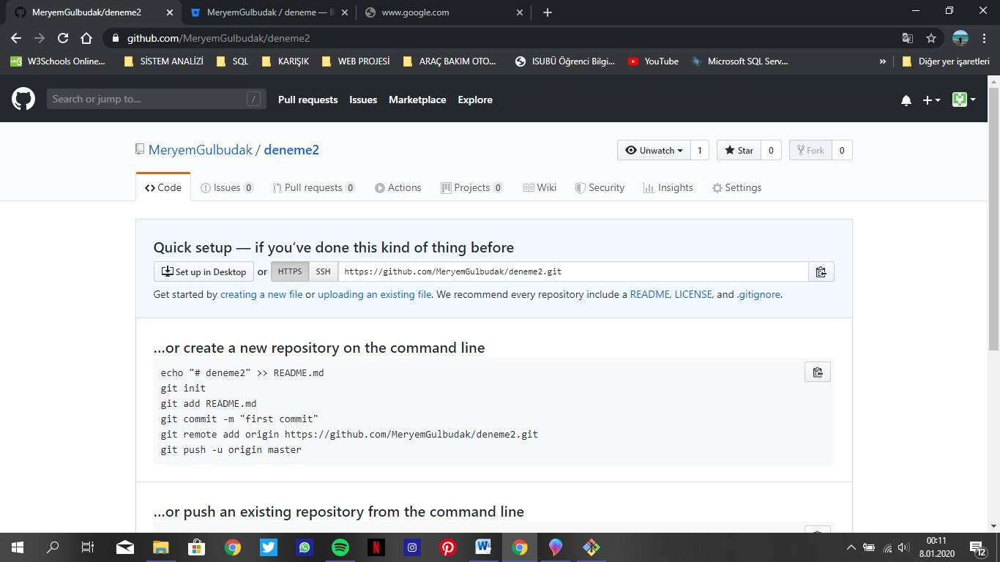 MeryemGulbudak/deneme2
MeryemGulbudak / deneme — B
www.google.com
github.com/MeryemGulbudak/deneme2
W3Schools Online...
SİSTEM ANALİZİ
SQL
KARIŞIK
WEB PROJESİ
ARAÇ BAKIM OTO...
ISUBÜ Öğrenci Bilgi...
YouTube
Microsoft SQL Serv...
»
Diğer yer işaretleri
Search or jump to... /
Pull requests
Issues
Marketplace
Explore
MeryemGulbudak / deneme2
Unwatch 1
Star 0
Fork 0
Code
Issues 0
Pull requests 0
Actions
Projects 0
Wiki
Security
Insights
Settings
Quick setup — if you’ve done this kind of thing before
Set up in Desktop or HTTPS SSH https://github.com/MeryemGulbudak/deneme2.git
Get started by creating a new file or uploading an existing file. We recommend every repository include a README, LICENSE, and .gitignore.
…or create a new repository on the command line
echo "# deneme2" >> README.md
git init
git add README.md
git commit -m "first commit"
git remote add origin https://github.com/MeryemGulbudak/deneme2.git
git push -u origin master
…or push an existing repository from the command line
00:11
8.01.2020
12